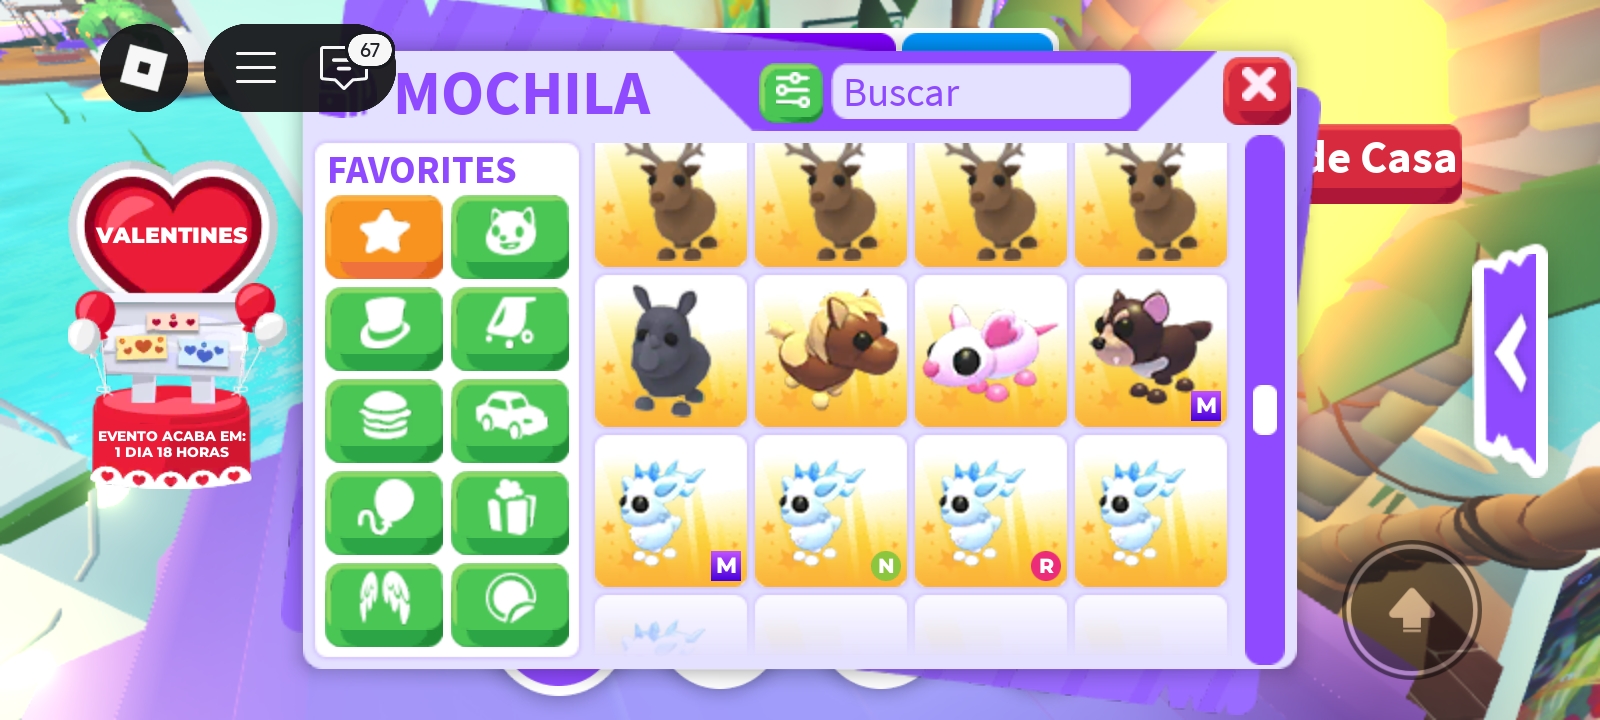 67
MOCHILA
Buscar
de Casa
FAVORITES
VALENTINES
EVENTO ACABA EM:
1 DIA 18 HORAS
M
M
N
R